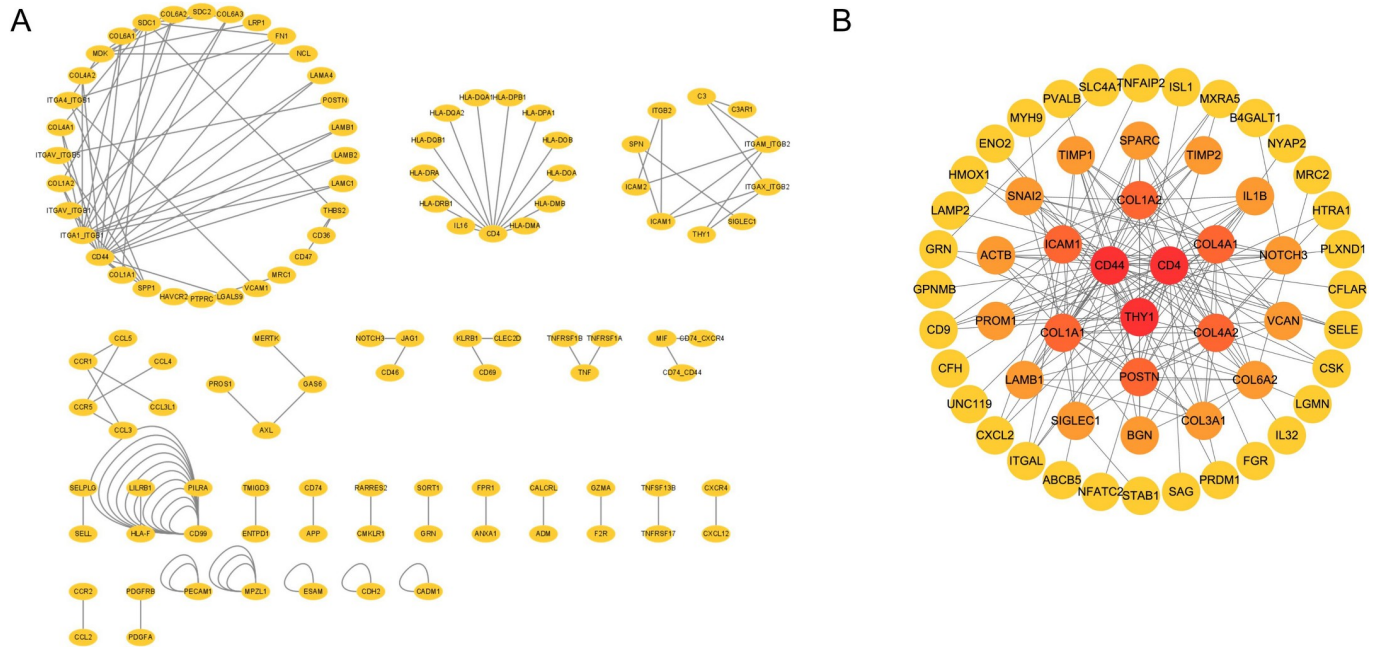 A
SDC1
COL6A2
SDC2
COL6A3
LRP1
FN1
NCL
LAMA4
POSTN
LAMB1
LAMB2
LAMC1
THBS2
CD36
CD47
MRC1
VCAM1
LGALS9
PTPRC
HAVCR2
SPP1
COL1A1
CD44
ITGA1_ITGB1
ITGAV_ITGB1
COL1A2
ITGAV_ITGB5
COL4A1
ITGA4_ITGB1
COL4A2
MDK
COL6A1
HLA-DQA1
HLA-DPB1
HLA-DPA1
HLA-DOB
HLA-DOA
HLA-DMB
HLA-DMA
CD4
IL16
HLA-DRB1
HLA-DRA
HLA-DQB1
HLA-DQA2
C3
C3AR1
ITGAM_ITGB2
ITGAX_ITGB2
SIGLEC1
THY1
ICAM1
ICAM2
SPN
ITGB2
CCL5
CCR1
CCL4
CCR5
CCL3L1
CCL3
MERTK
PROS1
GAS6
AXL
NOTCH3
JAG1
CD46
KLRB1
CLEC2D
CD69
TNFRSF1B
TNFRSF1A
TNF
MIF
CD74_CXCR4
CD74_CD44
SELPLG
LILRB1
PILRA
TMIGD3
CD74
RARRES2
SORT1
FPR1
CALCRL
GZMA
TNFSF13B
CXCR4
SELL
HLA-F
CD99
ENTPD1
APP
CMKLR1
GRN
ANXA1
ADM
F2R
TNFRSF17
CXCL12
CCR2
PDGFRB
PECAM1
MPZL1
ESAM
CDH2
CADM1
CCL2
PDGFA
B
SLC4A1
TNFAIP2
ISL1
MXRA5
B4GALT1
NYAP2
MRC2
HTRA1
PLXND1
CFLAR
SELE
CSK
LGMN
IL32
FGR
PRDM1
SAG
STAB1
NFATC2
ABCB5
ITGAL
CXCL2
UNC119
CFH
CD9
GPNMB
GRN
LAMP2
HMOX1
ENO2
MYH9
PVALB
SPARC
TIMP2
IL1B
NOTCH3
VCAN
COL6A2
COL3A1
BGN
SIGLEC1
LAMB1
PROM1
ACTB
SNAI2
TIMP1
COL1A2
COL4A1
COL4A2
POSTN
COL1A1
ICAM1
CD44
CD4
THY1